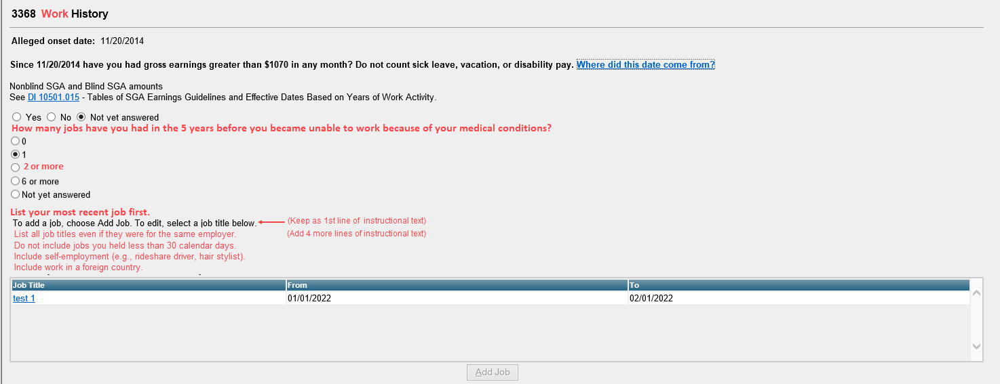 3368 Work History
Alleged onset date: 11/20/2014
Since 11/20/2014 have you had gross earnings greater than $1070 in any month? Do not count sick leave, vacation, or disability pay. Where did this date come from?
Nonblind SGA and Blind SGA amounts
See DI 10501.015 - Tables of SGA Earnings Guidelines and Effective Dates Based on Years of Work Activity.
Yes No Not yet answered
How many jobs have you had in the 5 years before you became unable to work because of your medical conditions?
0
1
2 or more
6 or more
Not yet answered
List your most recent job first.
To add a job, choose Add Job. To edit, select a job title below. (Keep as 1st line of instructional text)
List all job titles even if they were for the same employer. (Add 4 more lines of instructional text)
Do not include jobs you held less than 30 calendar days.
Include self-employment (e.g., rideshare driver, hair stylist).
Include work in a foreign country.
Job Title From To
test 1 01/01/2022 02/01/2022
Add Job